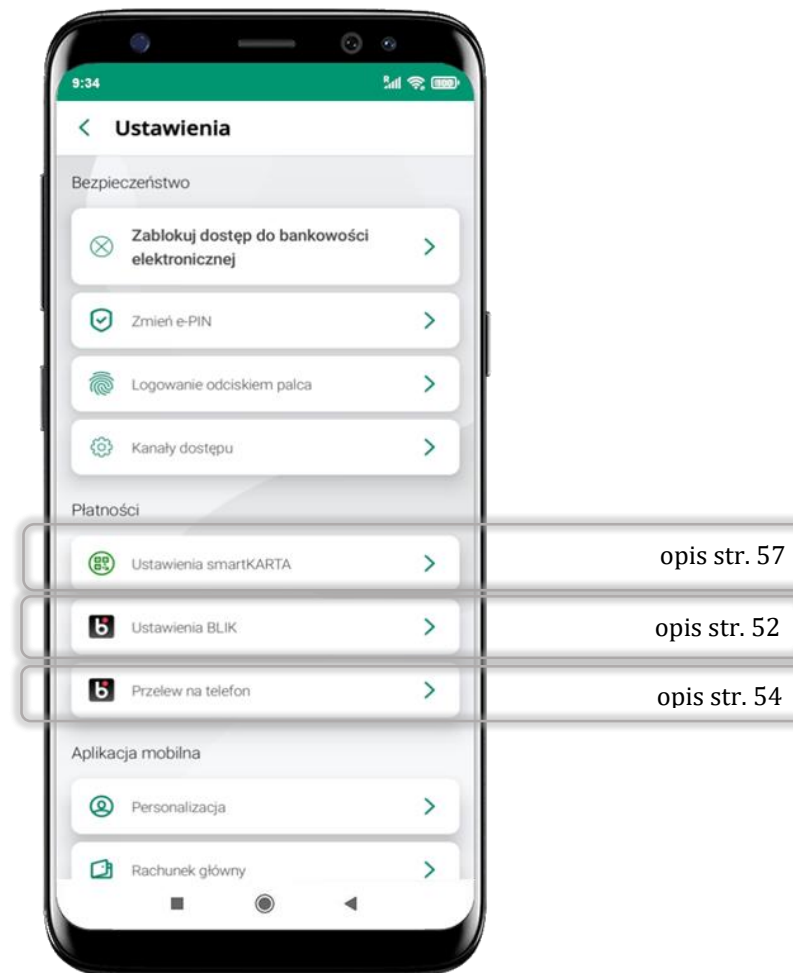 9:34
R 100
Ustawienia
Bezpieczeństwo
Zablokuj dostęp do bankowości
elektronicznej
Zmień e-PIN
Logowanie odciskiem palca
Kanały dostępu
Płatności
Ustawienia smartKARTA
opis str. 57
Ustawienia BLIK
opis str. 52
Przelew na telefon
opis str. 54
Aplikacja mobilna
Personalizacja
Rachunek główny